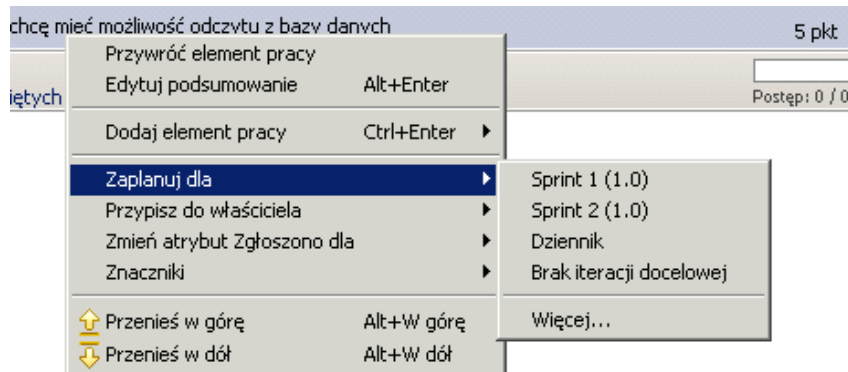 chcę mieć możliwość odczytu z bazy danych
5 pkt
Przywróć element pracy
Edytuj podsumowanie Alt+Enter
iętych
Postęp: 0 / 0
Dodaj element pracy Ctrl+Enter
Zaplanuj dla
Sprint 1 (1.0)
Przypisz do właściciela
Sprint 2 (1.0)
Zmień atrybut Zgłoszono dla
Dziennik
Znaczniki
Brak iteracji docelowej
Przenieś w górę Alt+W górę
Więcej...
Przenieś w dół Alt+W dół